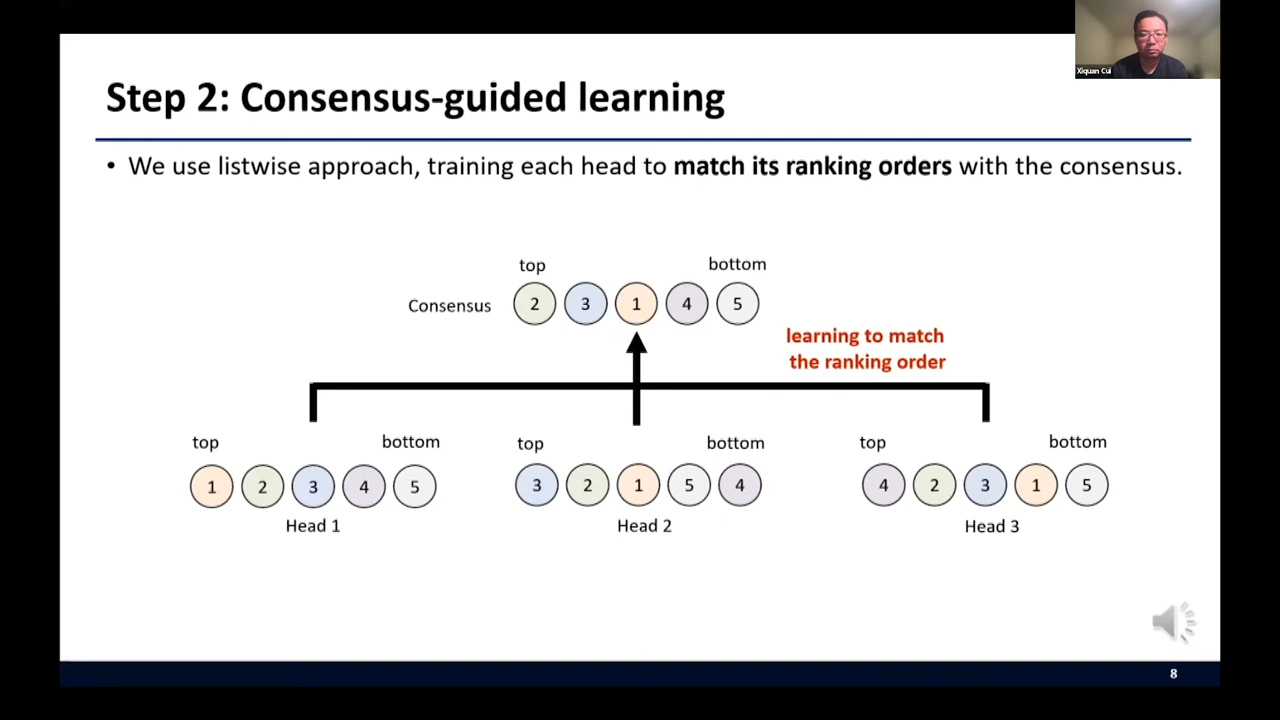 Xiquan Cui
Step 2: Consensus-guided learning
• We use listwise approach, training each head to match its ranking orders with the consensus.
top bottom
Consensus 2 3 1 4 5
learning to match
the ranking order
top bottom top bottom top bottom
1 2 3 4 5 3 2 1 5 4 4 2 3 1 5
Head 1 Head 2 Head 3
8